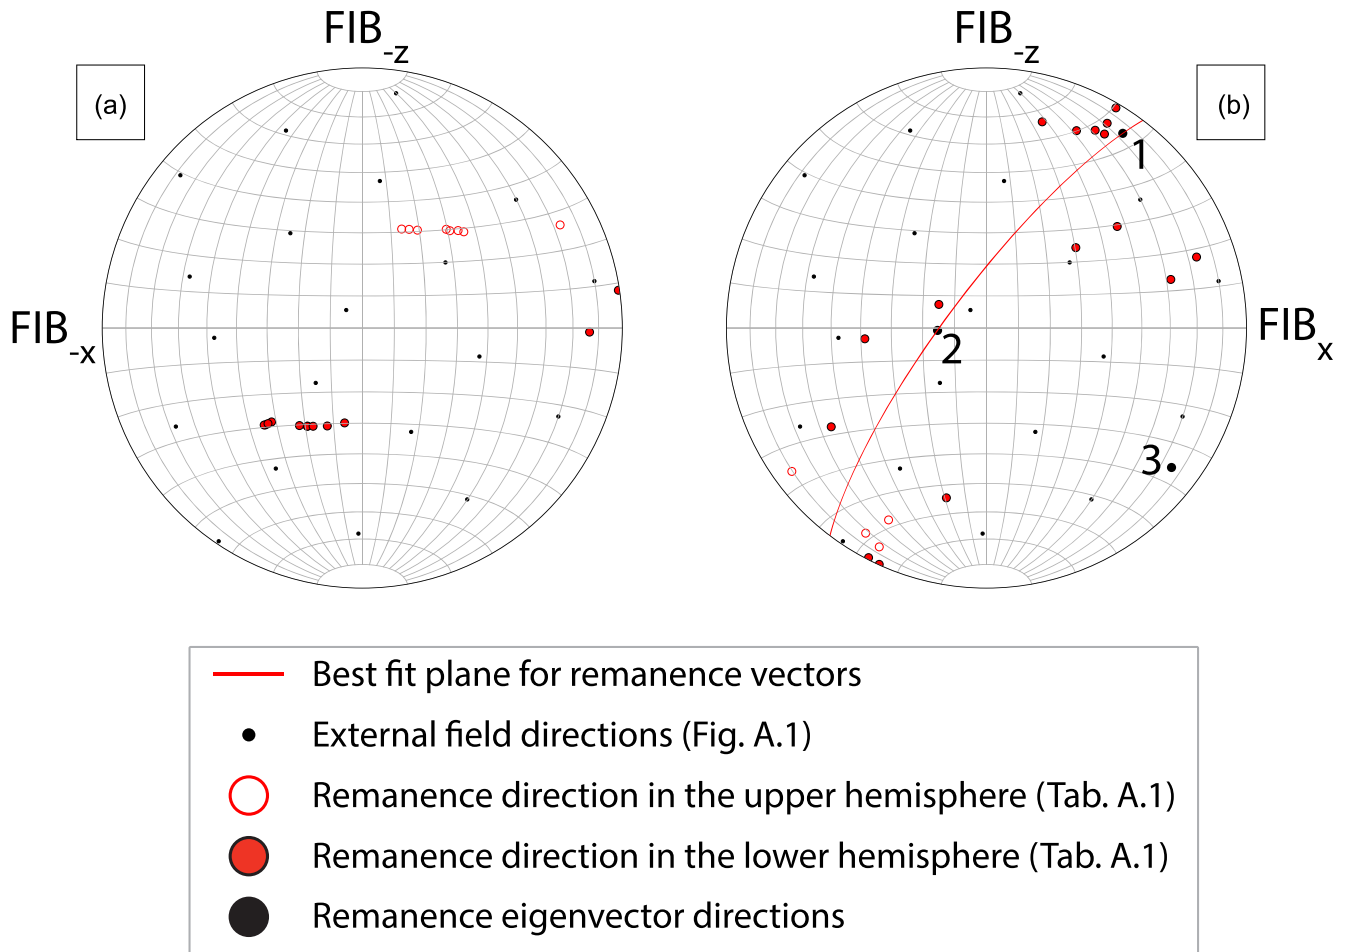 FIB-z
FIB-z
(a)
(b)
1
FIB-x
FIBx
2
3
Best fit plane for remanence vectors
External field directions (Fig. A.1)
Remanence direction in the upper hemisphere (Tab. A.1)
Remanence direction in the lower hemisphere (Tab. A.1)
Remanence eigenvector directions